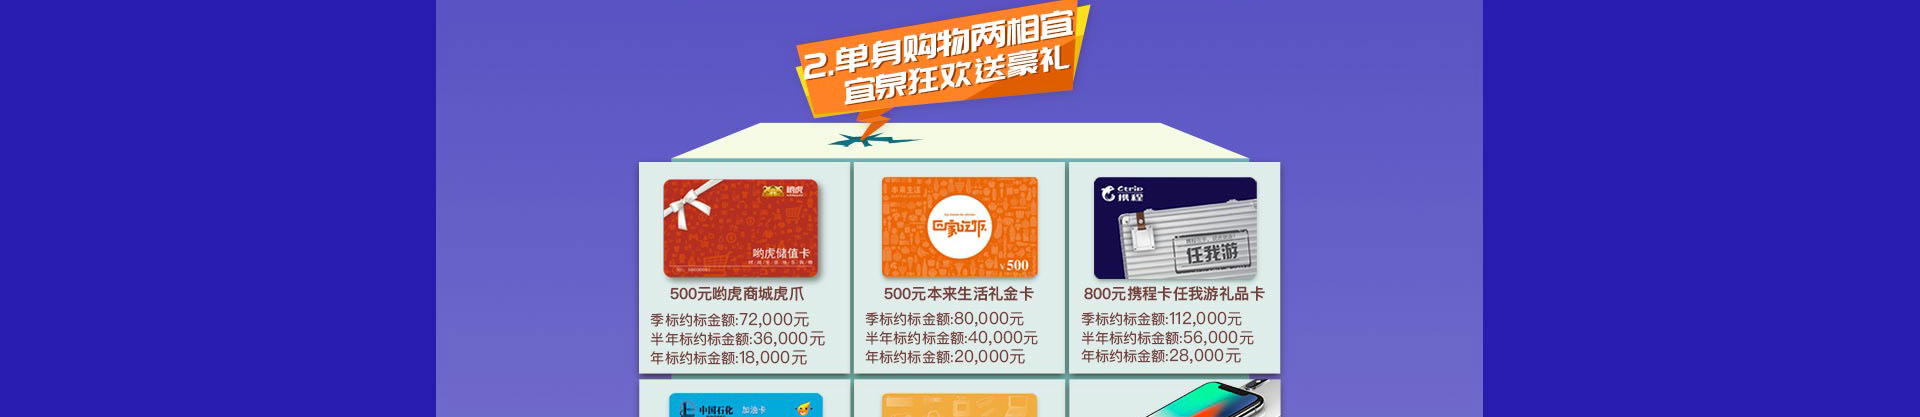 2.单身购物两相宜
宜泉狂欢送豪礼
哟虎
哟虎储值卡
500元哟虎商城虎爪
季标约标金额:72,000元
半年标约标金额:36,000元
年标约标金额:18,000元
本来生活
回家吃饭
¥500
500元本来生活礼金卡
季标约标金额:80,000元
半年标约标金额:40,000元
年标约标金额:20,000元
Ctrip
携程
任我游
800元携程卡任我游礼品卡
季标约标金额:112,000元
半年标约标金额:56,000元
年标约标金额:28,000元
中国石化 加油卡